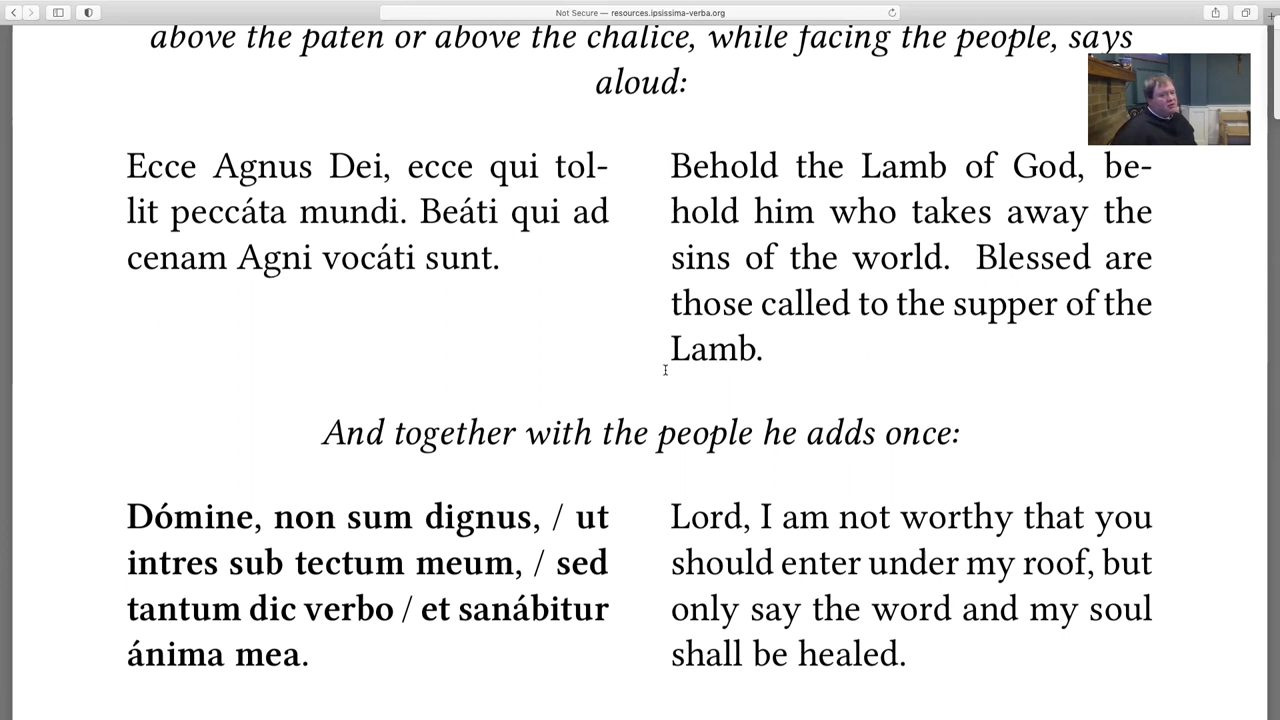 Not Secure — resources.ipsissima-verba.org
above the paten or above the chalice, while facing the people, says
aloud:
Ecce Agnus Dei, ecce qui tol-
lit peccáta mundi. Beáti qui ad
cenam Agni vocáti sunt.
Behold the Lamb of God, be-
hold him who takes away the
sins of the world. Blessed are
those called to the supper of the
Lamb.
And together with the people he adds once:
Dómine, non sum dignus, / ut
intres sub tectum meum, / sed
tantum dic verbo / et sanábitur
ánima mea.
Lord, I am not worthy that you
should enter under my roof, but
only say the word and my soul
shall be healed.